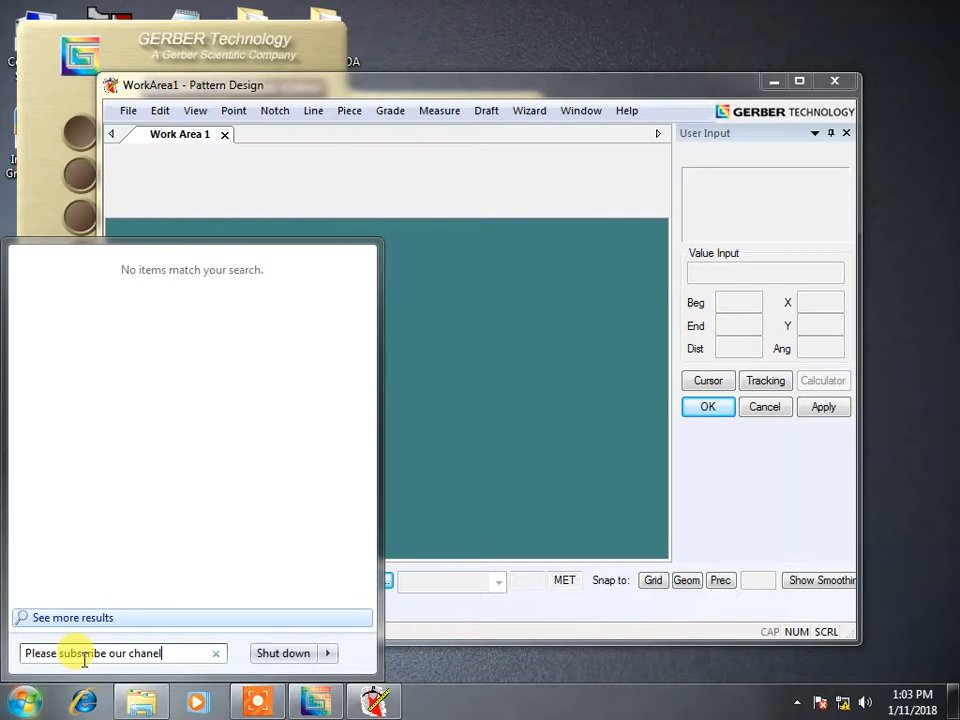 GERBER Technology
A Gerber Scientific Company
DA
WorkArea1 - Pattern Design
File Edit View Point Notch Line Piece Grade Measure Draft Wizard Window Help
GERBER TECHNOLOGY
Work Area 1
User Input
Value Input
Beg X
End Y
Dist Ang
Cursor Tracking Calculator
OK Cancel Apply
No items match your search.
MET Snap to: Grid Geom Prec Show Smoothin
See more results
CAP NUM SCRL
Please subscribe our chanel
Shut down
1:03 PM
1/11/2018